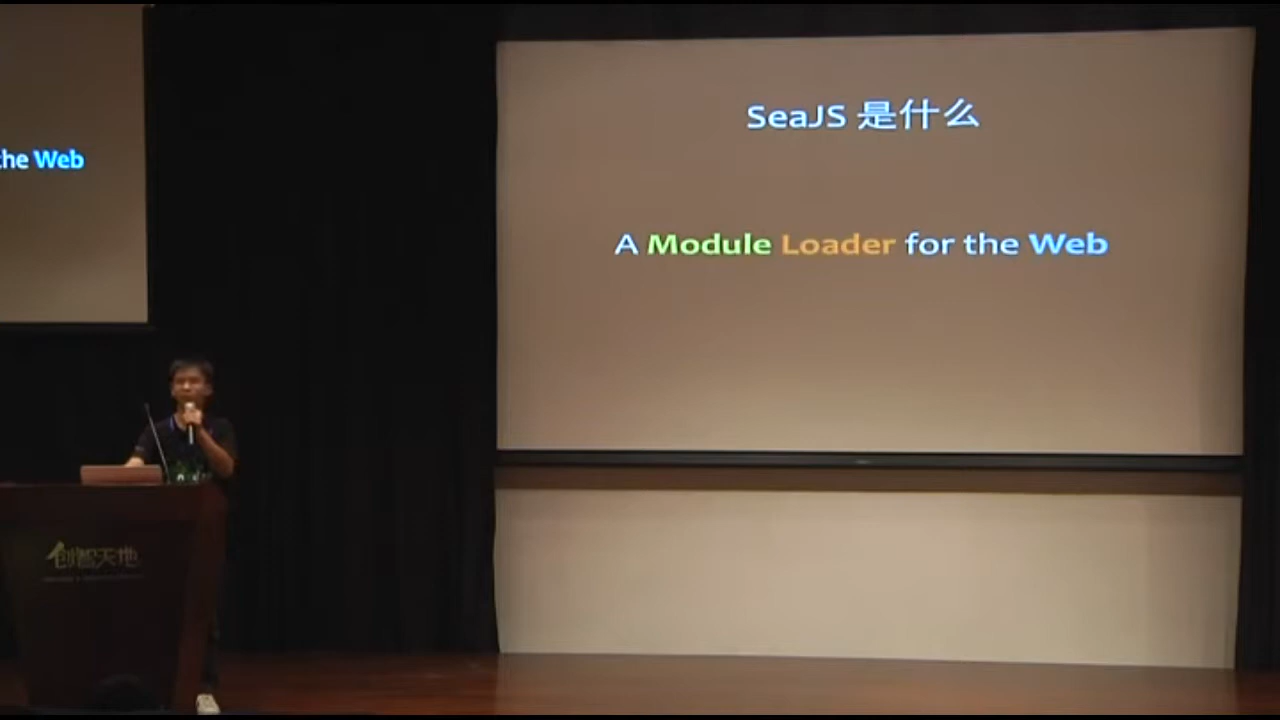 SeaJS 是什么
A Module Loader for the Web
the Web
创智天地